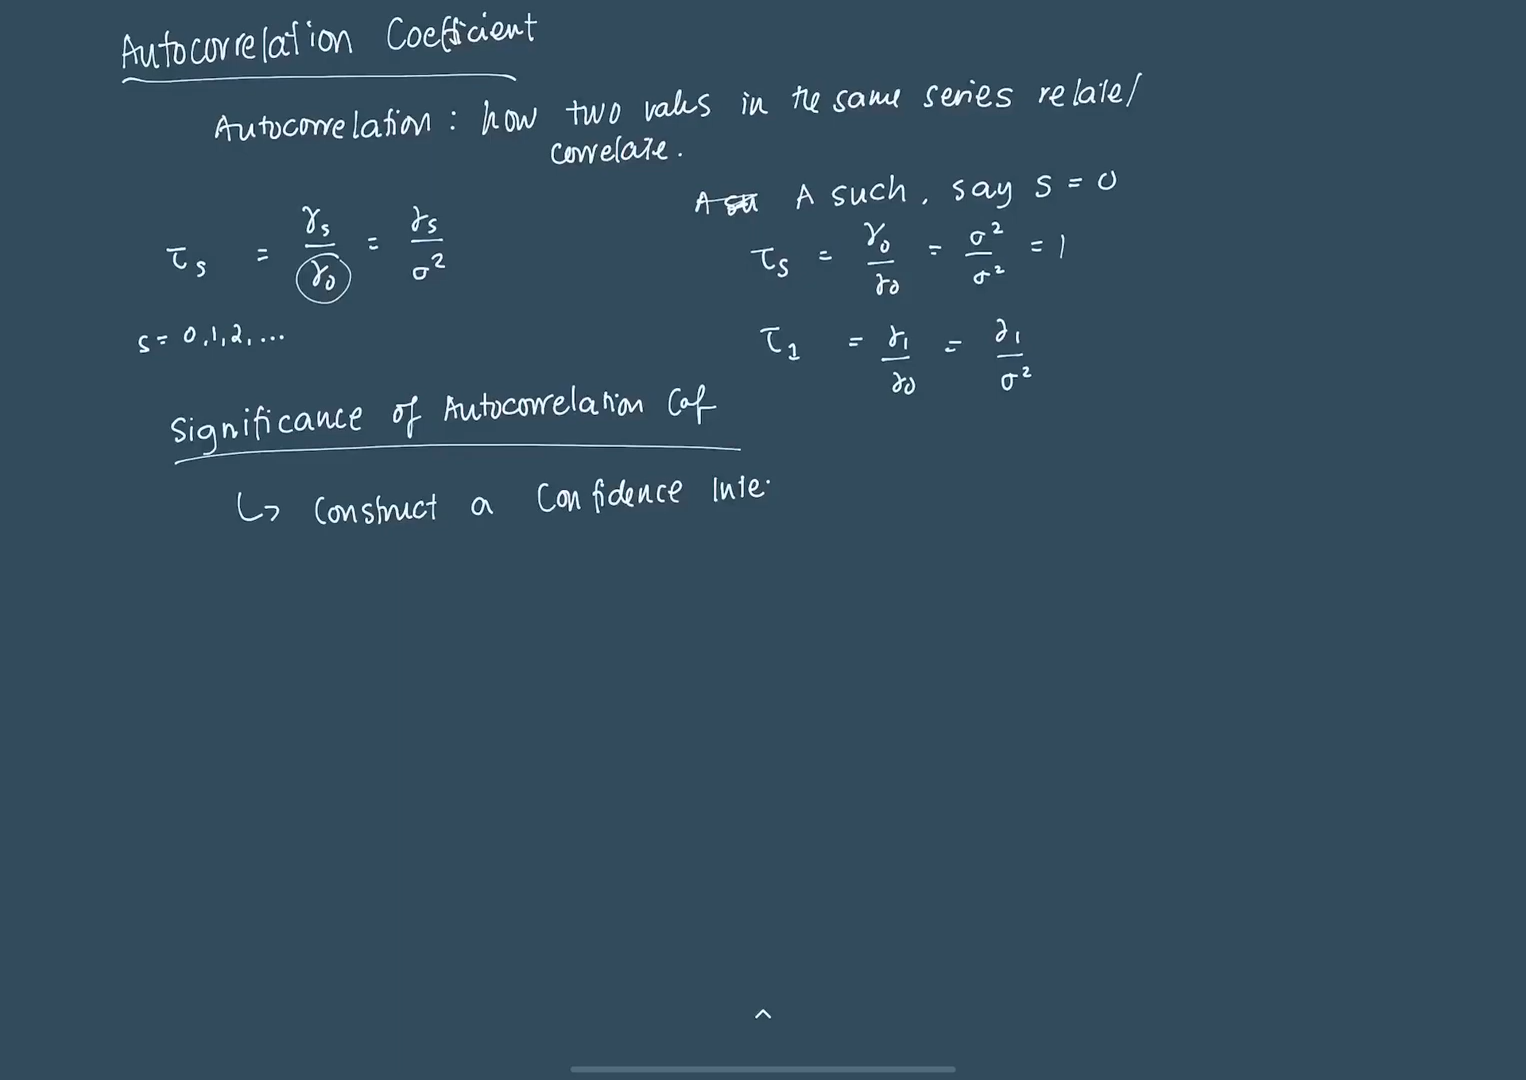 Autocorrelation Coefficient
Autocorrelation : how two values in the same series relate/
correlate.
A such, say s = 0
τₛ = γₛ/γ₀ = γₛ/σ²
τₛ = γ₀/γ₀ = σ²/σ² = 1
s = 0,1,2,...
τ₁ = γ₁/γ₀ = γ₁/σ²
Significance of Autocorrelation Cof
↳ Construct a Confidence Inte